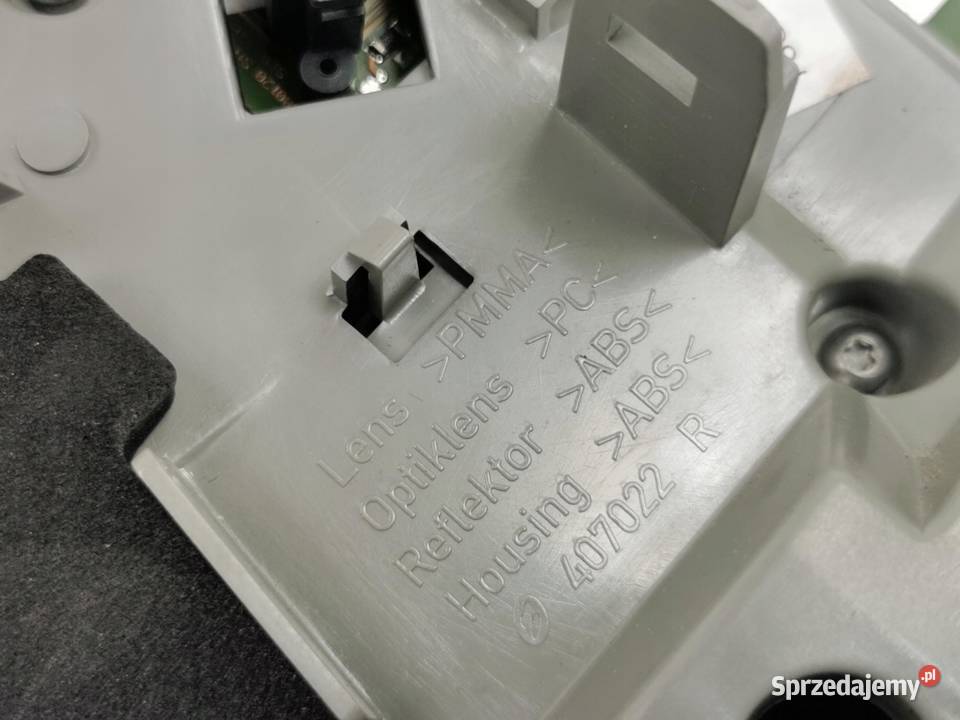 Lens >PMMA<
Optiklens >PC<
Reflektor >ABS<
Housing >ABS<
407022 R
Sprzedajemy.pl